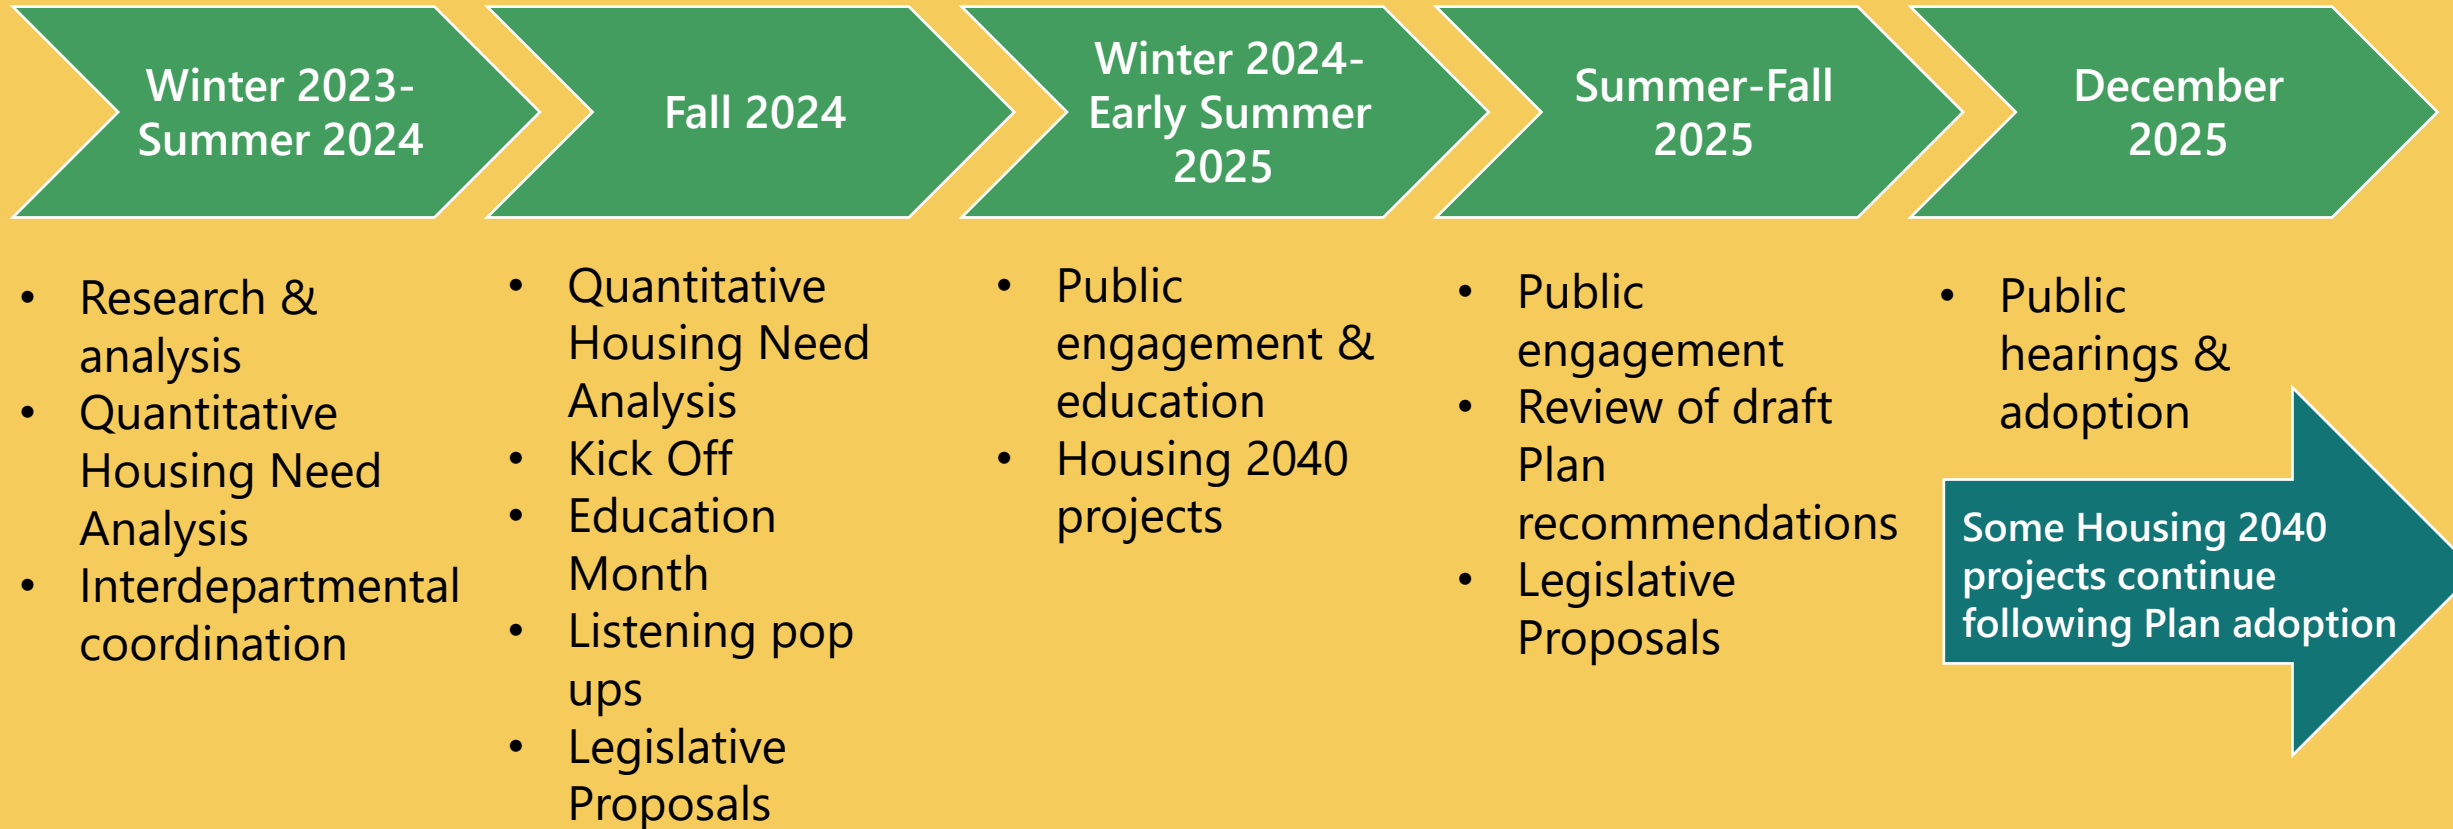 Winter 2023-
Summer 2024
Fall 2024
Winter 2024-
Early Summer
2025
Summer-Fall
2025
December
2025
• Research &
analysis
• Quantitative
Housing Need
Analysis
• Interdepartmental
coordination
• Quantitative
Housing Need
Analysis
• Kick Off
• Education
Month
• Listening pop
ups
• Legislative
Proposals
• Public
engagement &
education
• Housing 2040
projects
• Public
engagement
• Review of draft
Plan
recommendations
• Legislative
Proposals
• Public
hearings &
adoption
Some Housing 2040
projects continue
following Plan adoption